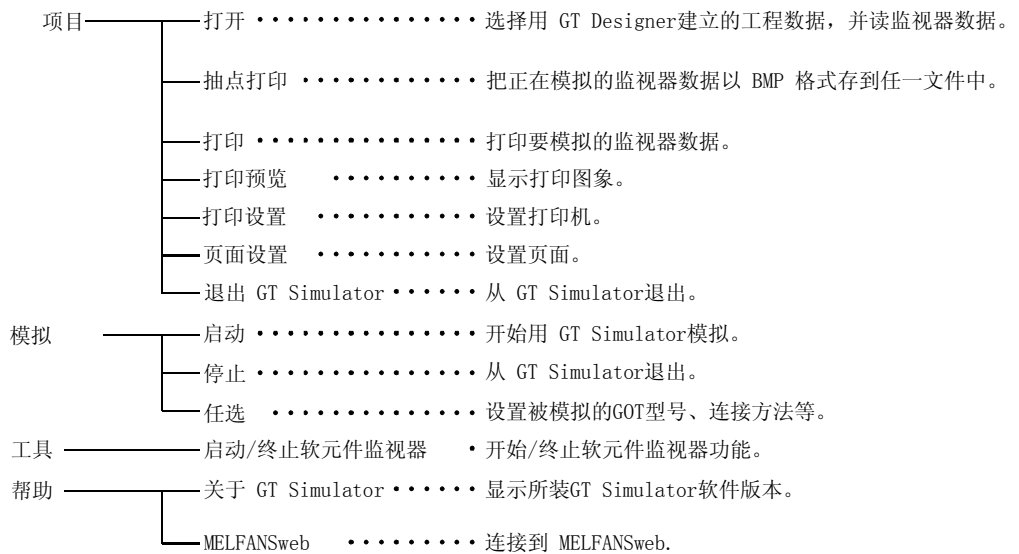 项目 打开 ··············· 选择用 GT Designer建立的工程数据，并读监视器数据。
抽点打印 ············ 把正在模拟的监视器数据以 BMP 格式存到任一文件中。
打印 ··············· 打印要模拟的监视器数据。
打印预览 ·········· 显示打印图象。
打印设置 ··········· 设置打印机。
页面设置 ··········· 设置页面。
退出 GT Simulator ······ 从 GT Simulator退出。
模拟 启动 ··············· 开始用 GT Simulator模拟。
停止 ··············· 从 GT Simulator退出。
任选 ·············· 设置被模拟的GOT型号、连接方法等。
工具 启动/终止软元件监视器 · 开始/终止软元件监视器功能。
帮助 关于 GT Simulator ······ 显示所装GT Simulator软件版本。
MELFANSweb ········· 连接到 MELFANSweb.